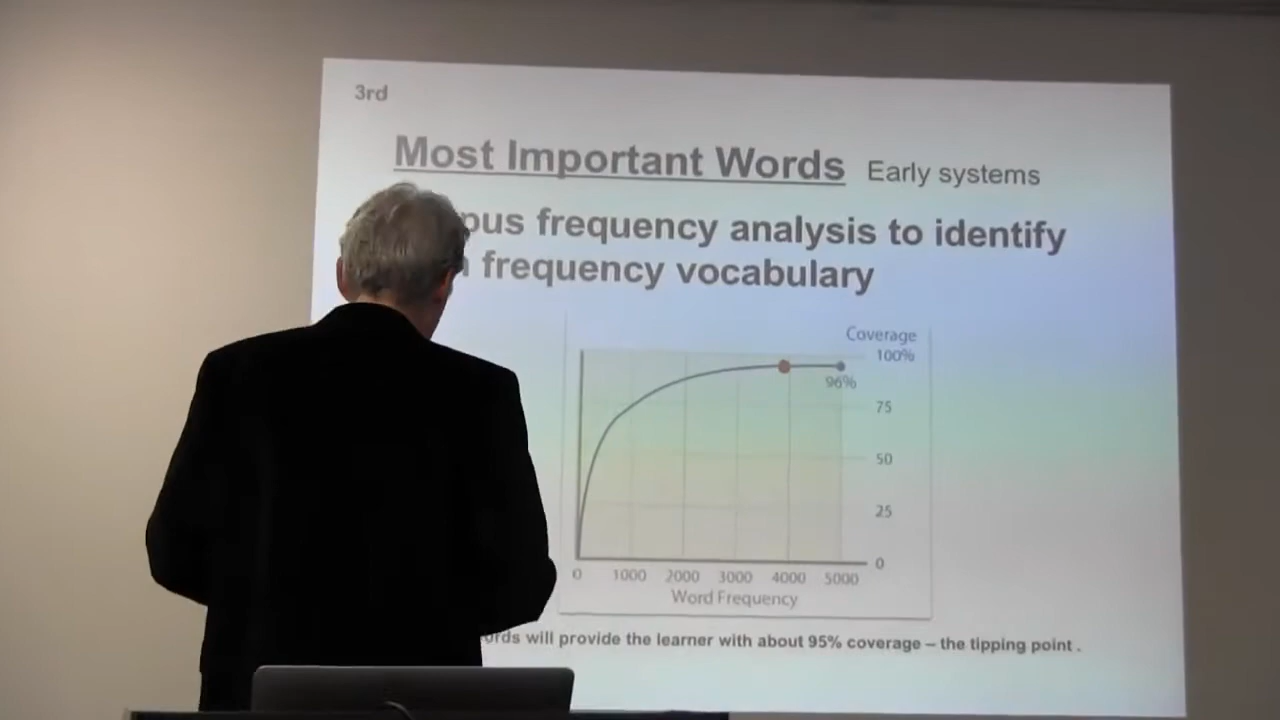 3rd
Most Important Words Early systems
pus frequency analysis to identify
frequency vocabulary
Coverage
100%
96%
75
50
25
0
0 1000 2000 3000 4000 5000
Word Frequency
ords will provide the learner with about 95% coverage – the tipping point .